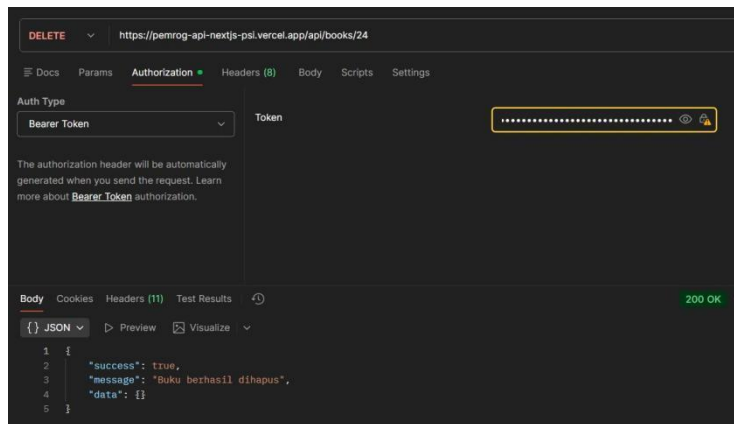 DELETE https://pemrog-api-nextjs-psi.vercel.app/api/books/24
Docs Params Authorization Headers (8) Body Scripts Settings
Auth Type
Bearer Token
Token
The authorization header will be automatically
generated when you send the request. Learn
more about Bearer Token authorization.
Body Cookies Headers (11) Test Results
200 OK
{} JSON Preview Visualize
1 {
2 "success": true,
3 "message": "Buku berhasil dihapus",
4 "data": {}
5 }